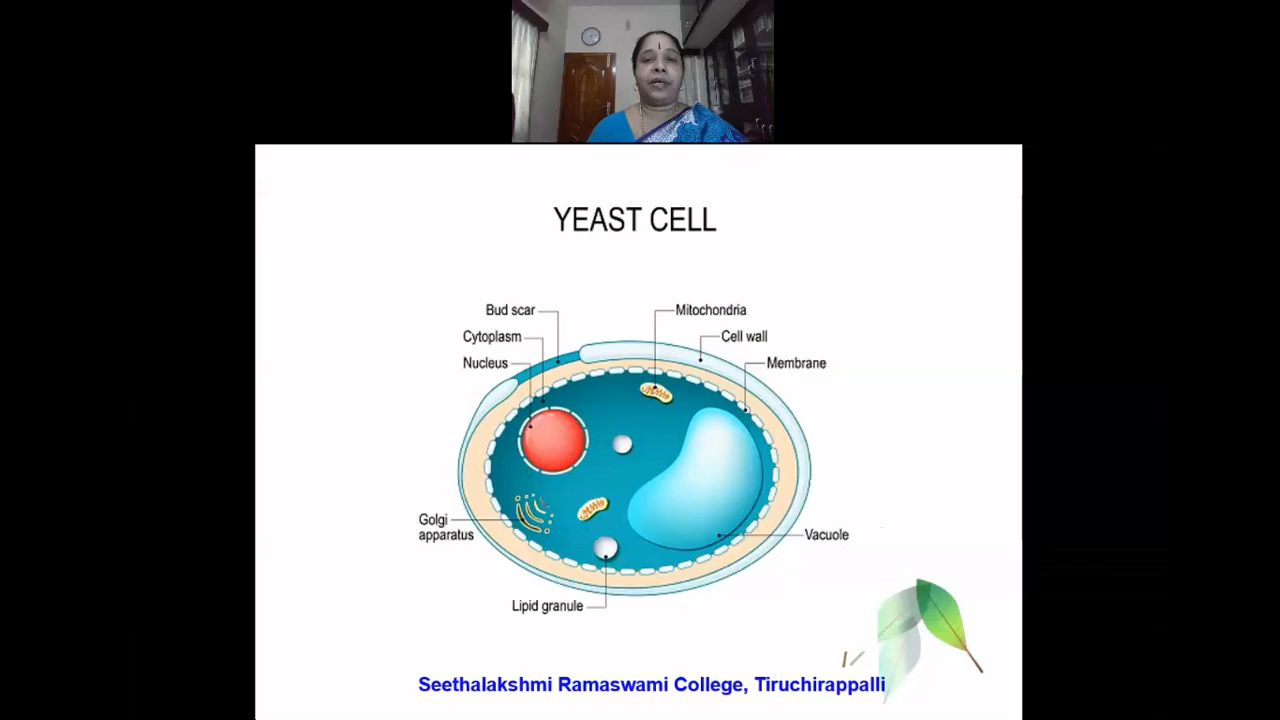 YEAST CELL
Bud scar
Mitochondria
Cytoplasm
Cell wall
Nucleus
Membrane
Golgi
apparatus
Vacuole
Lipid granule
Seethalakshmi Ramaswami College, Tiruchirappalli